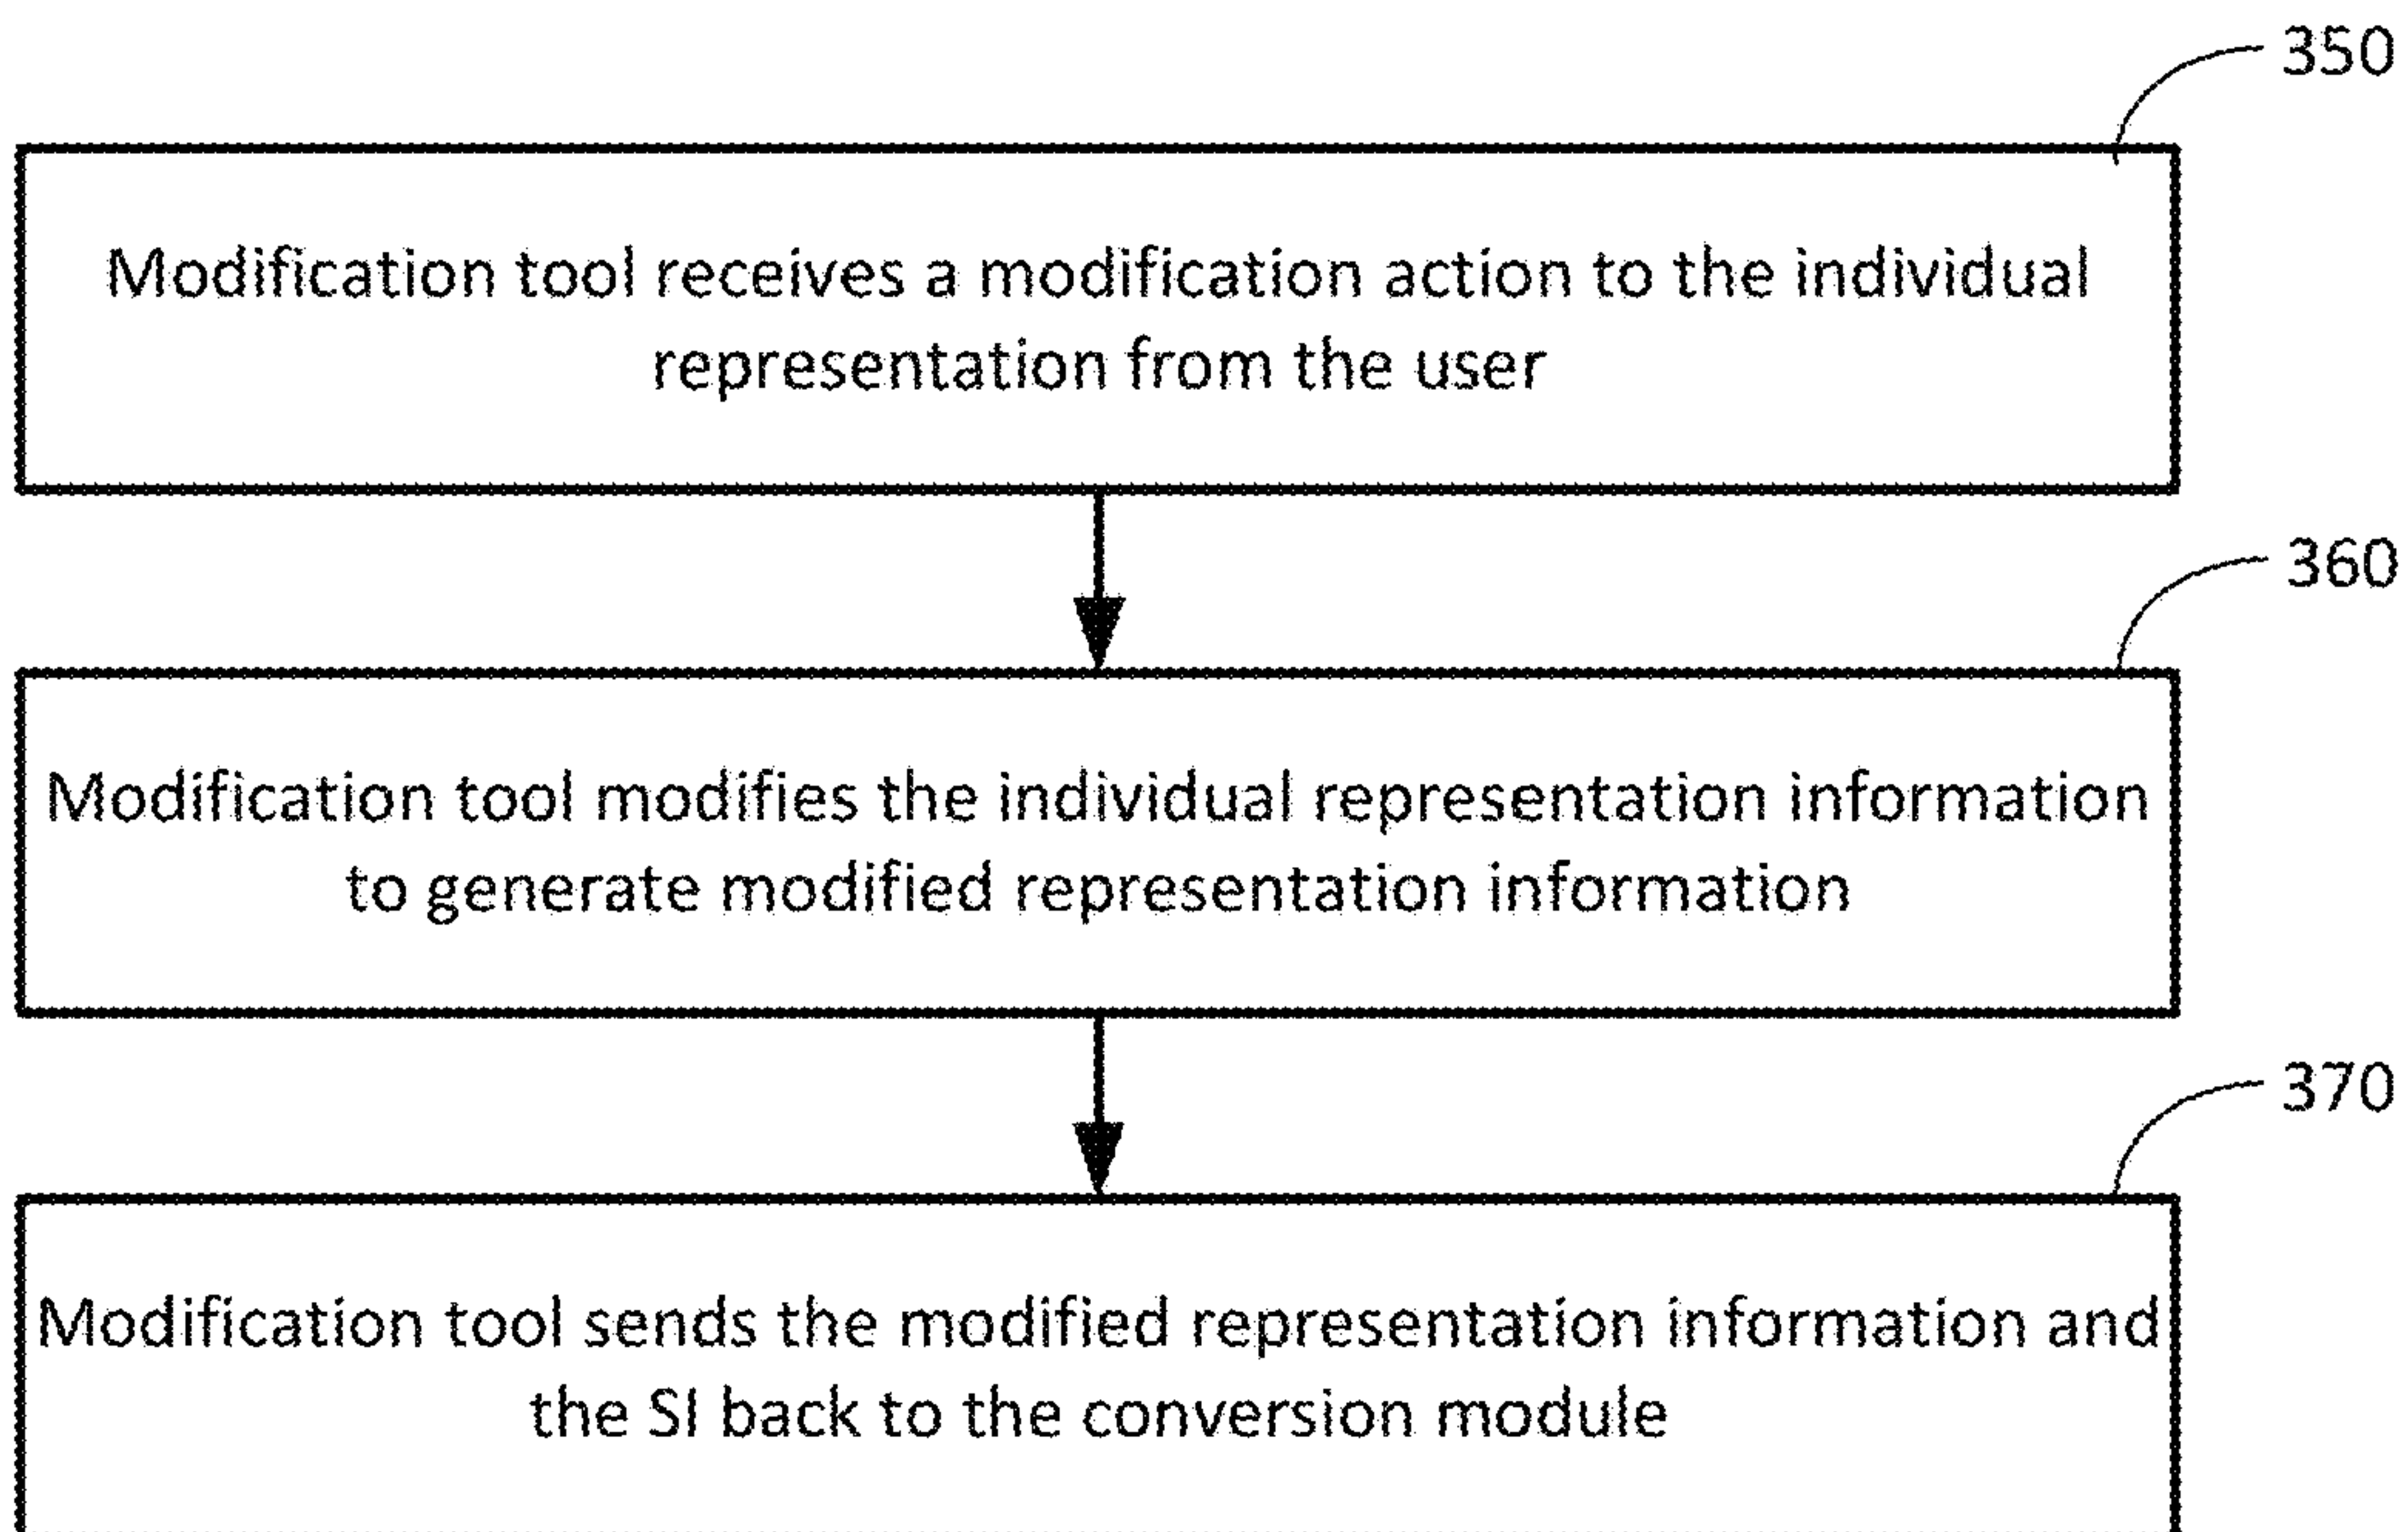 350
Modification tool receives a modification action to the individual
representation from the user
360
Modification tool modifies the individual representation information
to generate modified representation information
370
Modification tool sends the modified representation information and
the SI back to the conversion module